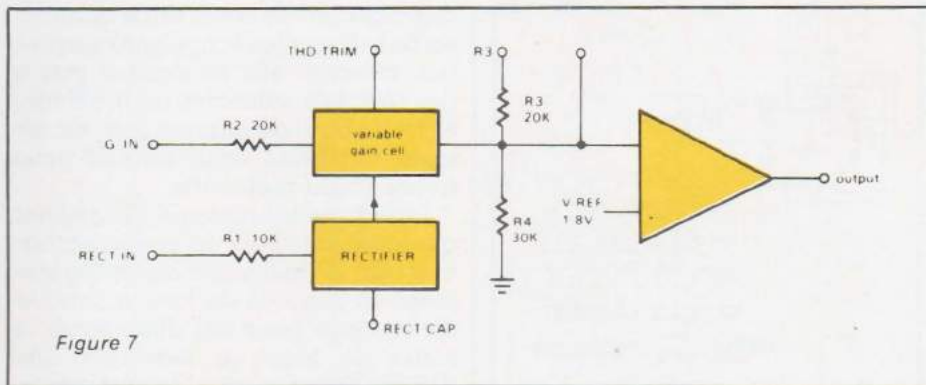 THD TRIM
R3
R3
20K
G IN
R2 20K
variable
gain cell
output
V REF
1 8V
R4
30K
RECT IN
R1 10K
RECTIFIER
RECT CAP
Figure 7